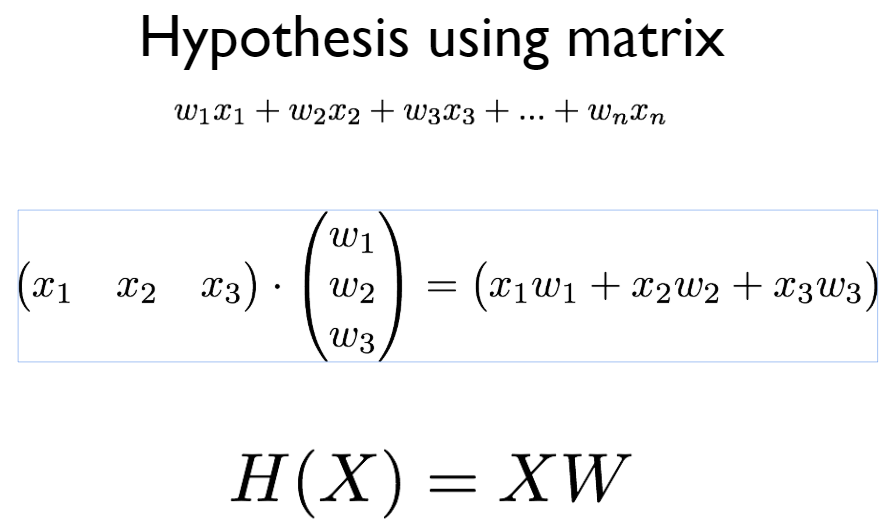 Hypothesis using matrix
w₁x₁ + w₂x₂ + w₃x₃ + ... + wₙxₙ
(x₁ x₂ x₃) · (w₁ w₂ w₃) = (x₁w₁ + x₂w₂ + x₃w₃)
H(X) = XW